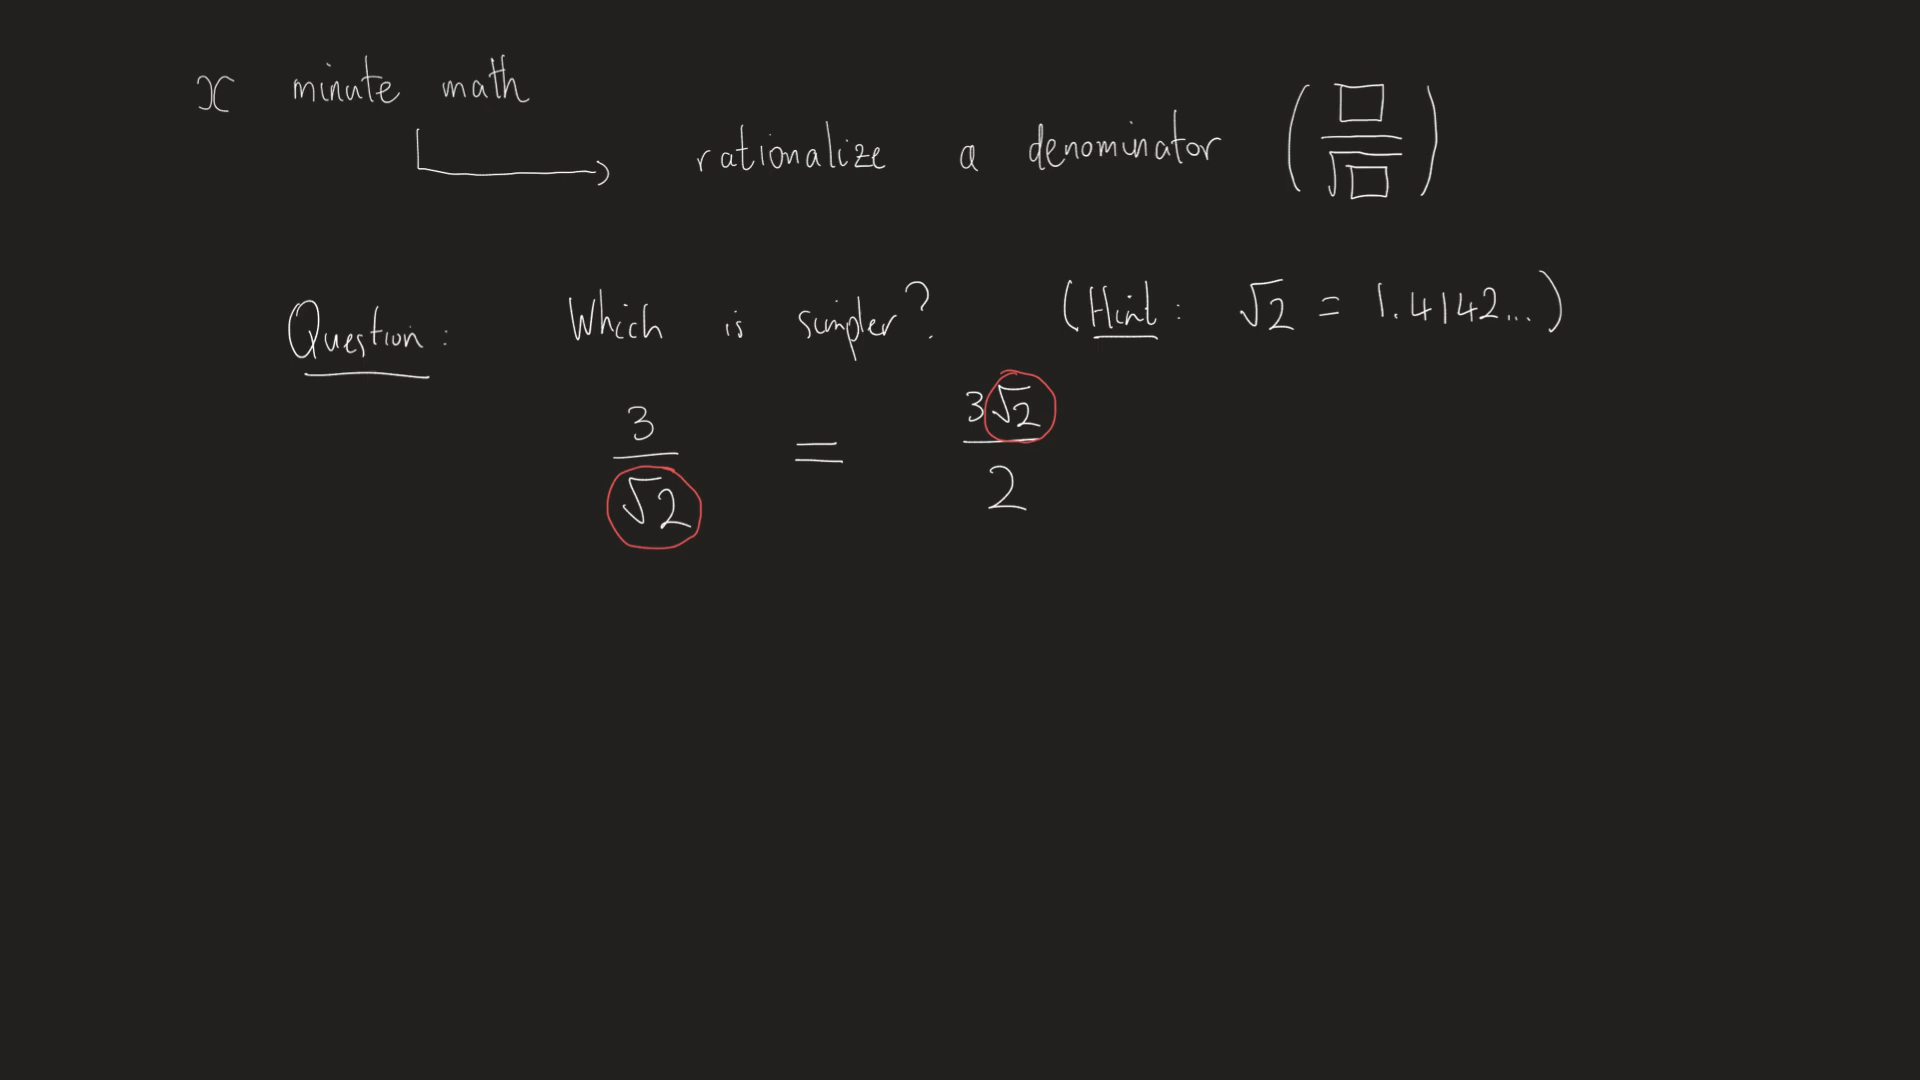 x minute math
rationalize a denominator (□/√□)
Question: Which is simpler? (Hint: √2 = 1.4142...)
3/√2 = 3√2/2